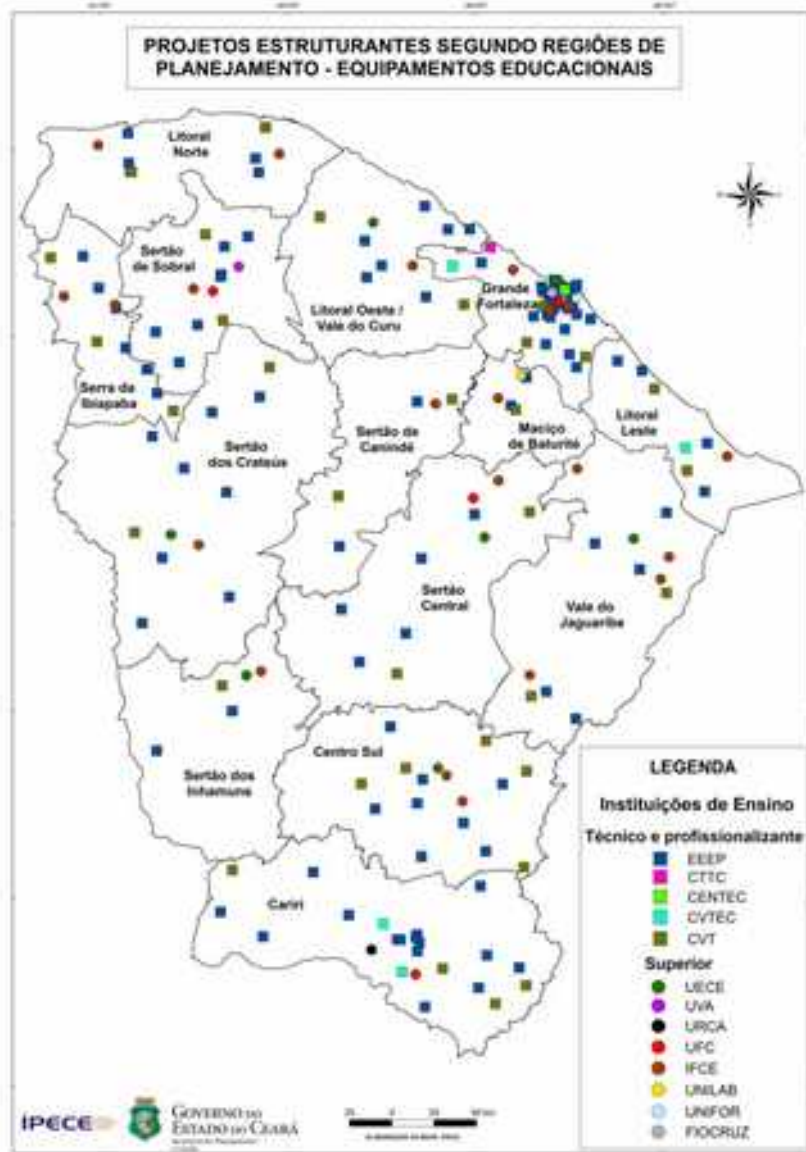 PROJETOS ESTRUTURANTES SEGUNDO REGIÕES DE
PLANEJAMENTO - EQUIPAMENTOS EDUCACIONAIS
Litoral
Norte
Sertão
de Sobral
Litoral Oeste /
Vale do Curu
Grande
Fortaleza
Serra da
Ibiapaba
Sertão
dos Crateús
Sertão de
Canindé
Maciço
de Baturité
Litoral
Leste
Sertão
Central
Vale do
Jaguaribe
Sertão dos
Inhamuns
Centro Sul
Cariri
LEGENDA
Instituições de Ensino
Técnico e profissionalizante
EEEP
CTTC
CENTEC
CVTEC
CVT
Superior
UECE
UVA
URCA
UFC
IFCE
UNILAB
UNIFOR
FIOCRUZ
IPECE
GOVERNO DO
ESTADO DO CEARÁ